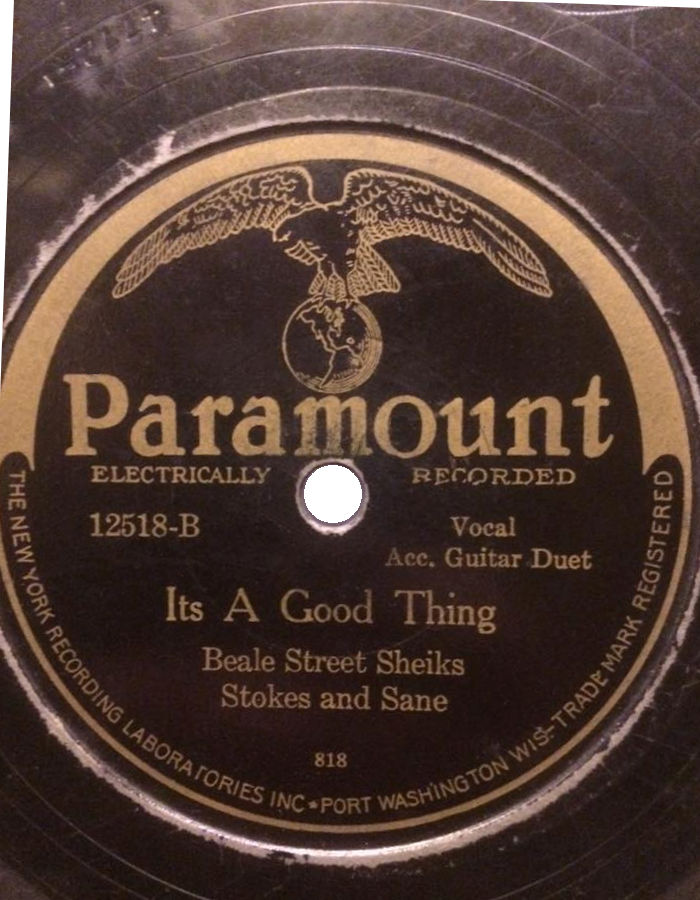 Paramount
ELECTRICALLY RECORDED
12518-B
Vocal
Acc. Guitar Duet
Its A Good Thing
Beale Street Sheiks
Stokes and Sane
818
THE NEW YORK RECORDING LABORATORIES INC★PORT WASHINGTON WIS-TRADE MARK REGISTERED